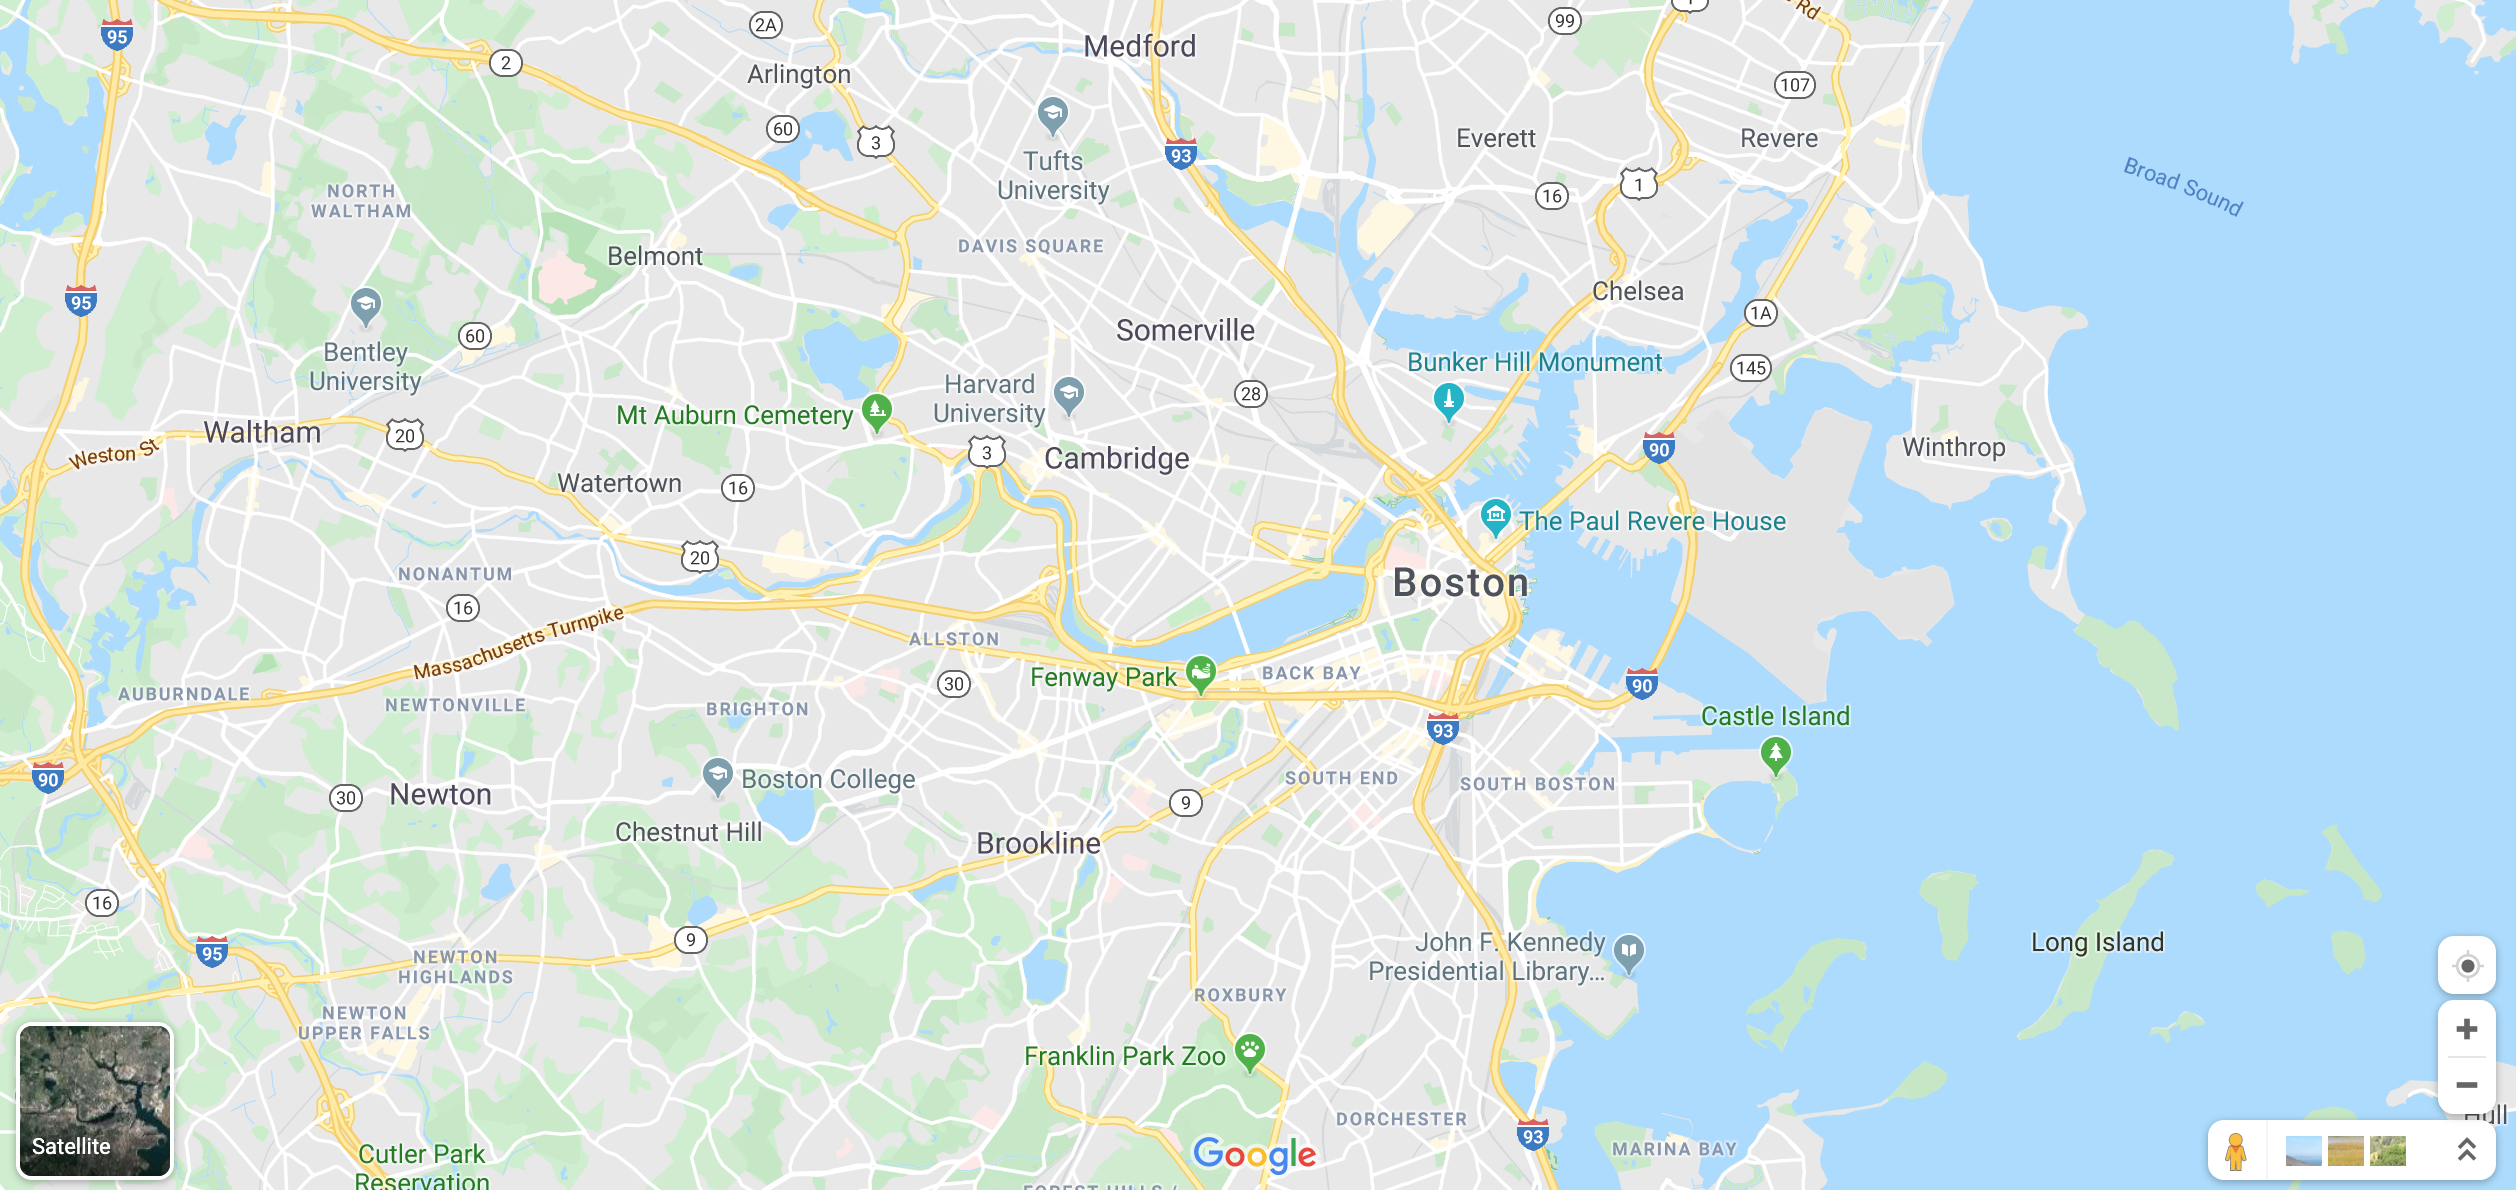 95
2A
Medford
99
1
Rd
2
Arlington
107
60
3
Tufts
University
93
Everett
Revere
Broad Sound
NORTH
WALTHAM
16
1
DAVIS SQUARE
Belmont
95
Chelsea
1A
Bentley
University
60
Somerville
Bunker Hill Monument
145
Harvard
University
28
Mt Auburn Cemetery
Waltham
20
Weston St
3
Cambridge
90
Winthrop
Watertown
16
The Paul Revere House
20
Boston
NONANTUM
16
Massachusetts Turnpike
ALLSTON
Fenway Park
BACK BAY
30
90
AUBURNDALE
NEWTONVILLE
BRIGHTON
Castle Island
93
90
Boston College
SOUTH END
SOUTH BOSTON
30
Newton
9
Chestnut Hill
Brookline
16
9
95
John F. Kennedy
Presidential Library...
Long Island
NEWTON
HIGHLANDS
ROXBURY
NEWTON
UPPER FALLS
Franklin Park Zoo
DORCHESTER
93
MARINA BAY
Satellite
Google
Cutler Park
Reservation
FOREST HILLS /
Hull